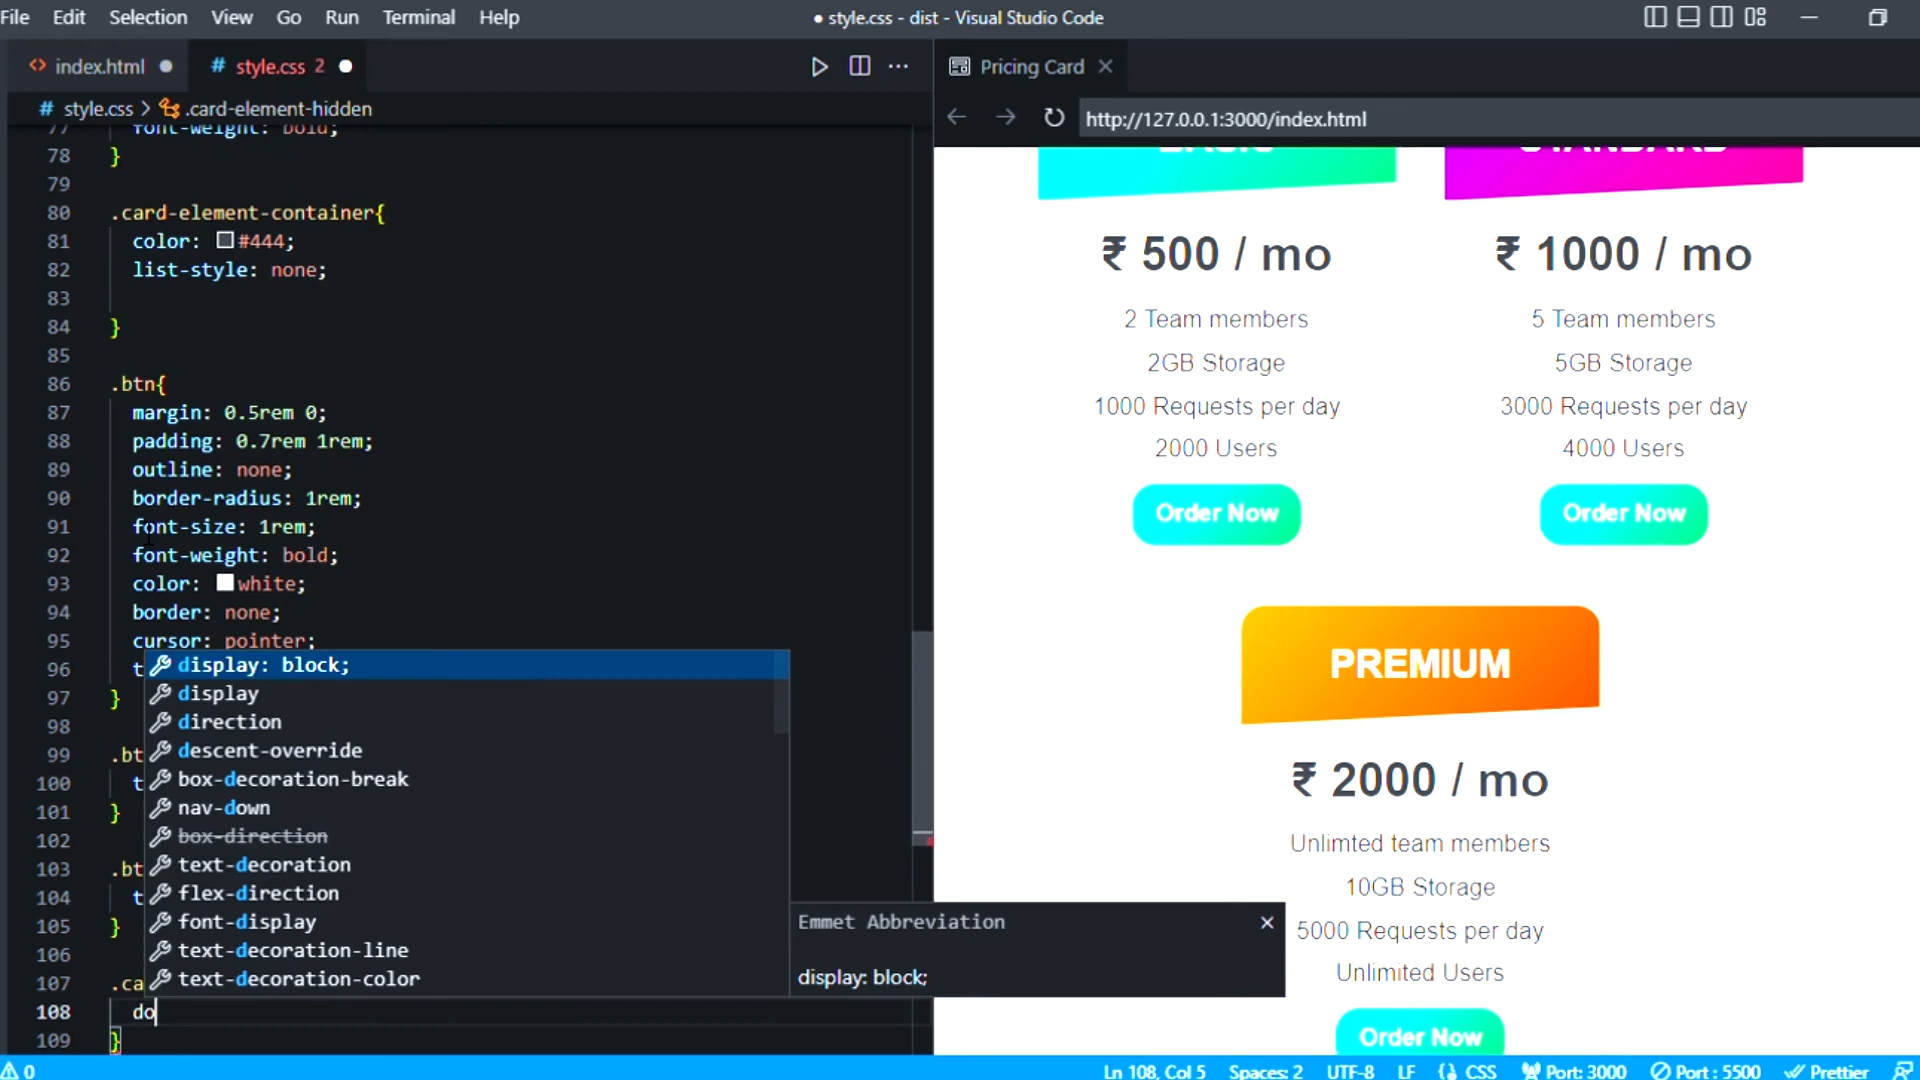 File Edit Selection View Go Run Terminal Help
● style.css - dist - Visual Studio Code
index.html
# style.css 2
Pricing Card
# style.css > .card-element-hidden
http://127.0.0.1:3000/index.html
77 font-weight: bold;
78 }
79
80 .card-element-container{
81 color: #444;
82 list-style: none;
83
84 }
85
86 .btn{
87 margin: 0.5rem 0;
88 padding: 0.7rem 1rem;
89 outline: none;
90 border-radius: 1rem;
91 font-size: 1rem;
92 font-weight: bold;
93 color: white;
94 border: none;
95 cursor: pointer;
96 t
97 }
98
99 .bt
100 t
101 }
102
103 .bt
104 t
105 }
106
107 .ca
108 do
109 }
display: block;
display
direction
descent-override
box-decoration-break
nav-down
box-direction
text-decoration
flex-direction
font-display
text-decoration-line
text-decoration-color
Emmet Abbreviation
display: block;
BASIC
₹ 500 / mo
2 Team members
2GB Storage
1000 Requests per day
2000 Users
Order Now
STANDARD
₹ 1000 / mo
5 Team members
5GB Storage
3000 Requests per day
4000 Users
Order Now
PREMIUM
₹ 2000 / mo
Unlimted team members
10GB Storage
5000 Requests per day
Unlimited Users
Order Now
0
Ln 108, Col 5 Spaces: 2 UTF-8 LF CSS Port: 3000 Port : 5500 Prettier